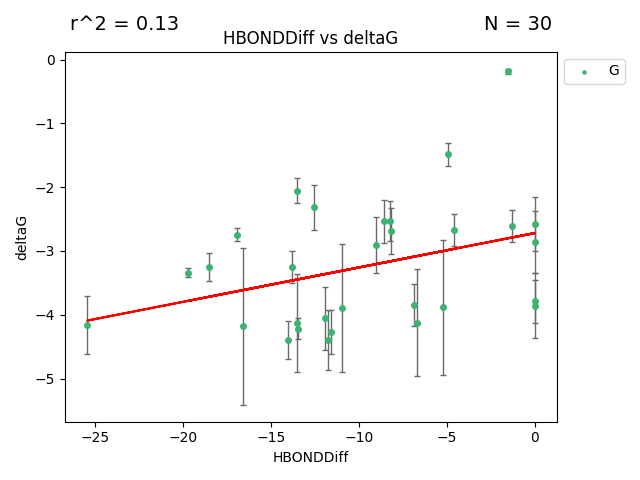 r^2 = 0.13
N = 30
HBONDDiff vs deltaG
G
0
−1
−2
−3
−4
−5
deltaG
−25
−20
−15
−10
−5
0
HBONDDiff